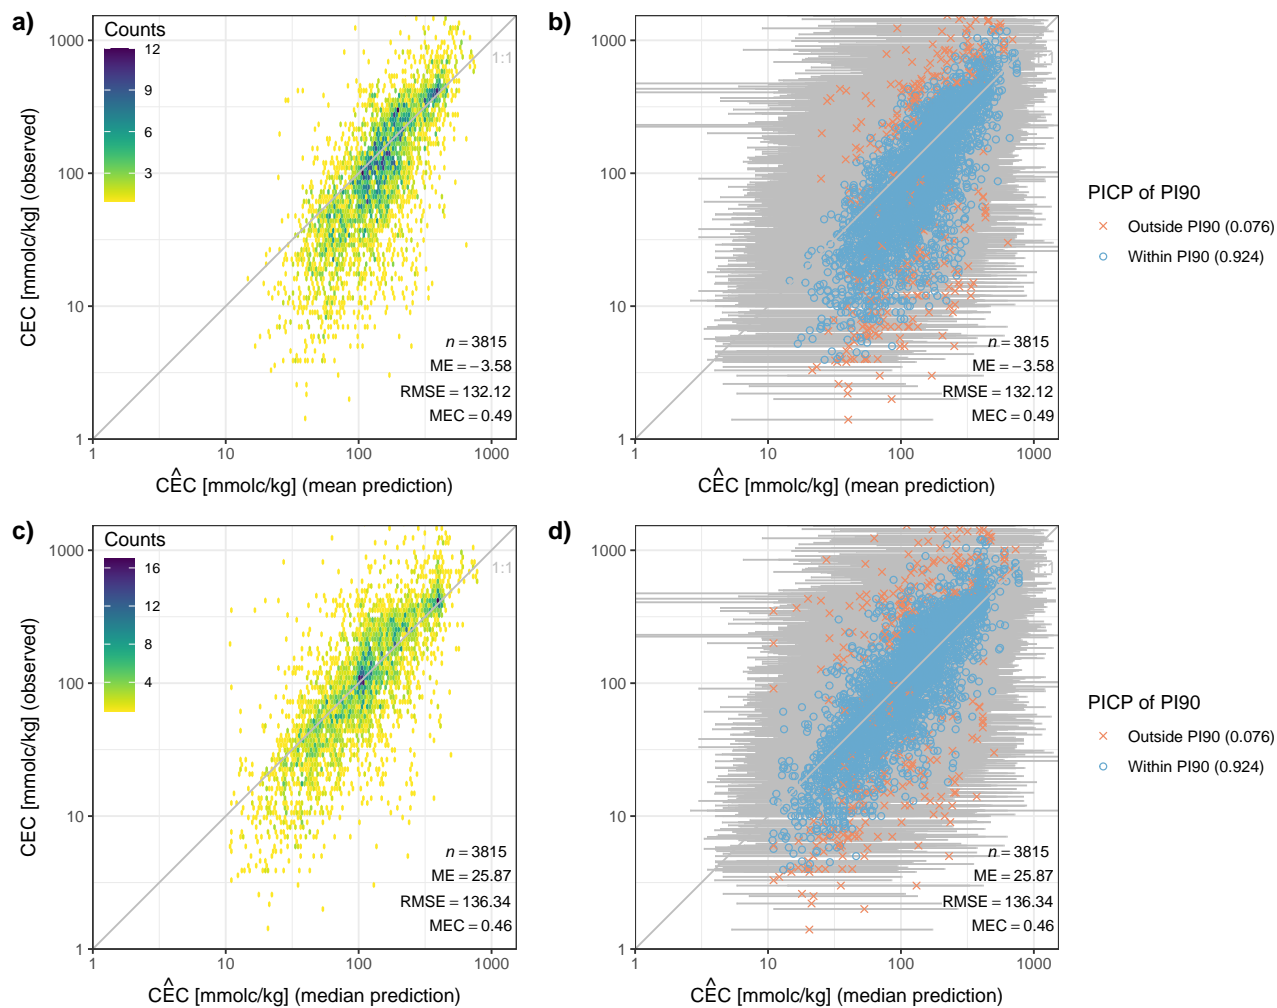 a)
Counts
12
9
6
3
1:1
1000
100
10
1
CEC [mmolc/kg] (observed)
n = 3815
ME = −3.58
RMSE = 132.12
MEC = 0.49
1 10 100 1000
CÊC [mmolc/kg] (mean prediction)
b)
1000
100
10
1
n = 3815
ME = −3.58
RMSE = 132.12
MEC = 0.49
1 10 100 1000
CÊC [mmolc/kg] (mean prediction)
PICP of PI90
Outside PI90 (0.076)
Within PI90 (0.924)
c)
Counts
16
12
8
4
1:1
1000
100
10
1
CEC [mmolc/kg] (observed)
n = 3815
ME = 25.87
RMSE = 136.34
MEC = 0.46
1 10 100 1000
CÊC [mmolc/kg] (median prediction)
d)
1000
100
10
1
n = 3815
ME = 25.87
RMSE = 136.34
MEC = 0.46
1 10 100 1000
CÊC [mmolc/kg] (median prediction)
PICP of PI90
Outside PI90 (0.076)
Within PI90 (0.924)